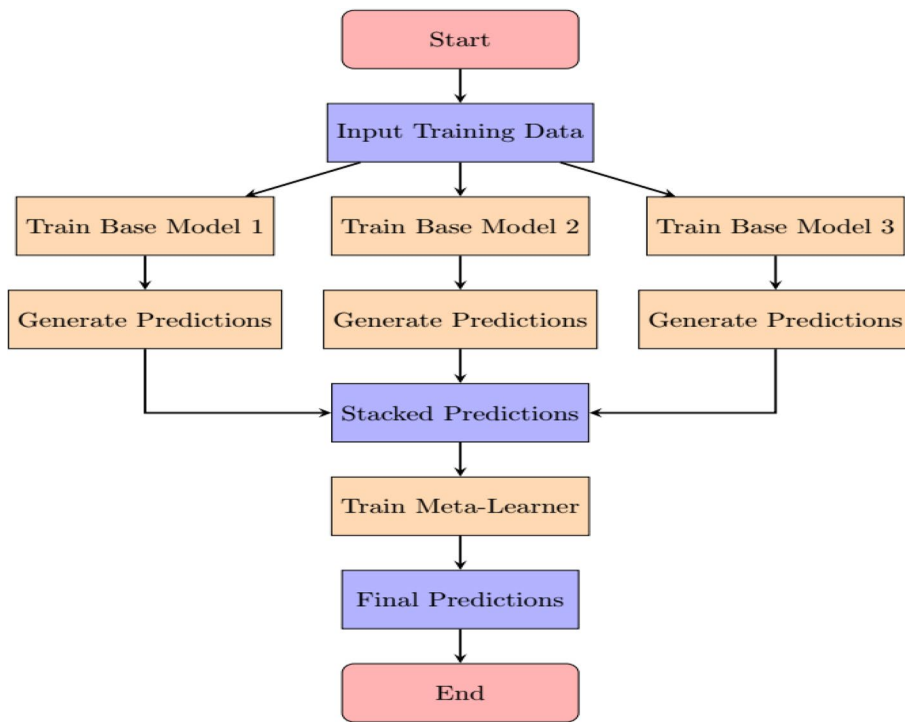 Start
Input Training Data
Train Base Model 1
Train Base Model 2
Train Base Model 3
Generate Predictions
Generate Predictions
Generate Predictions
Stacked Predictions
Train Meta-Learner
Final Predictions
End